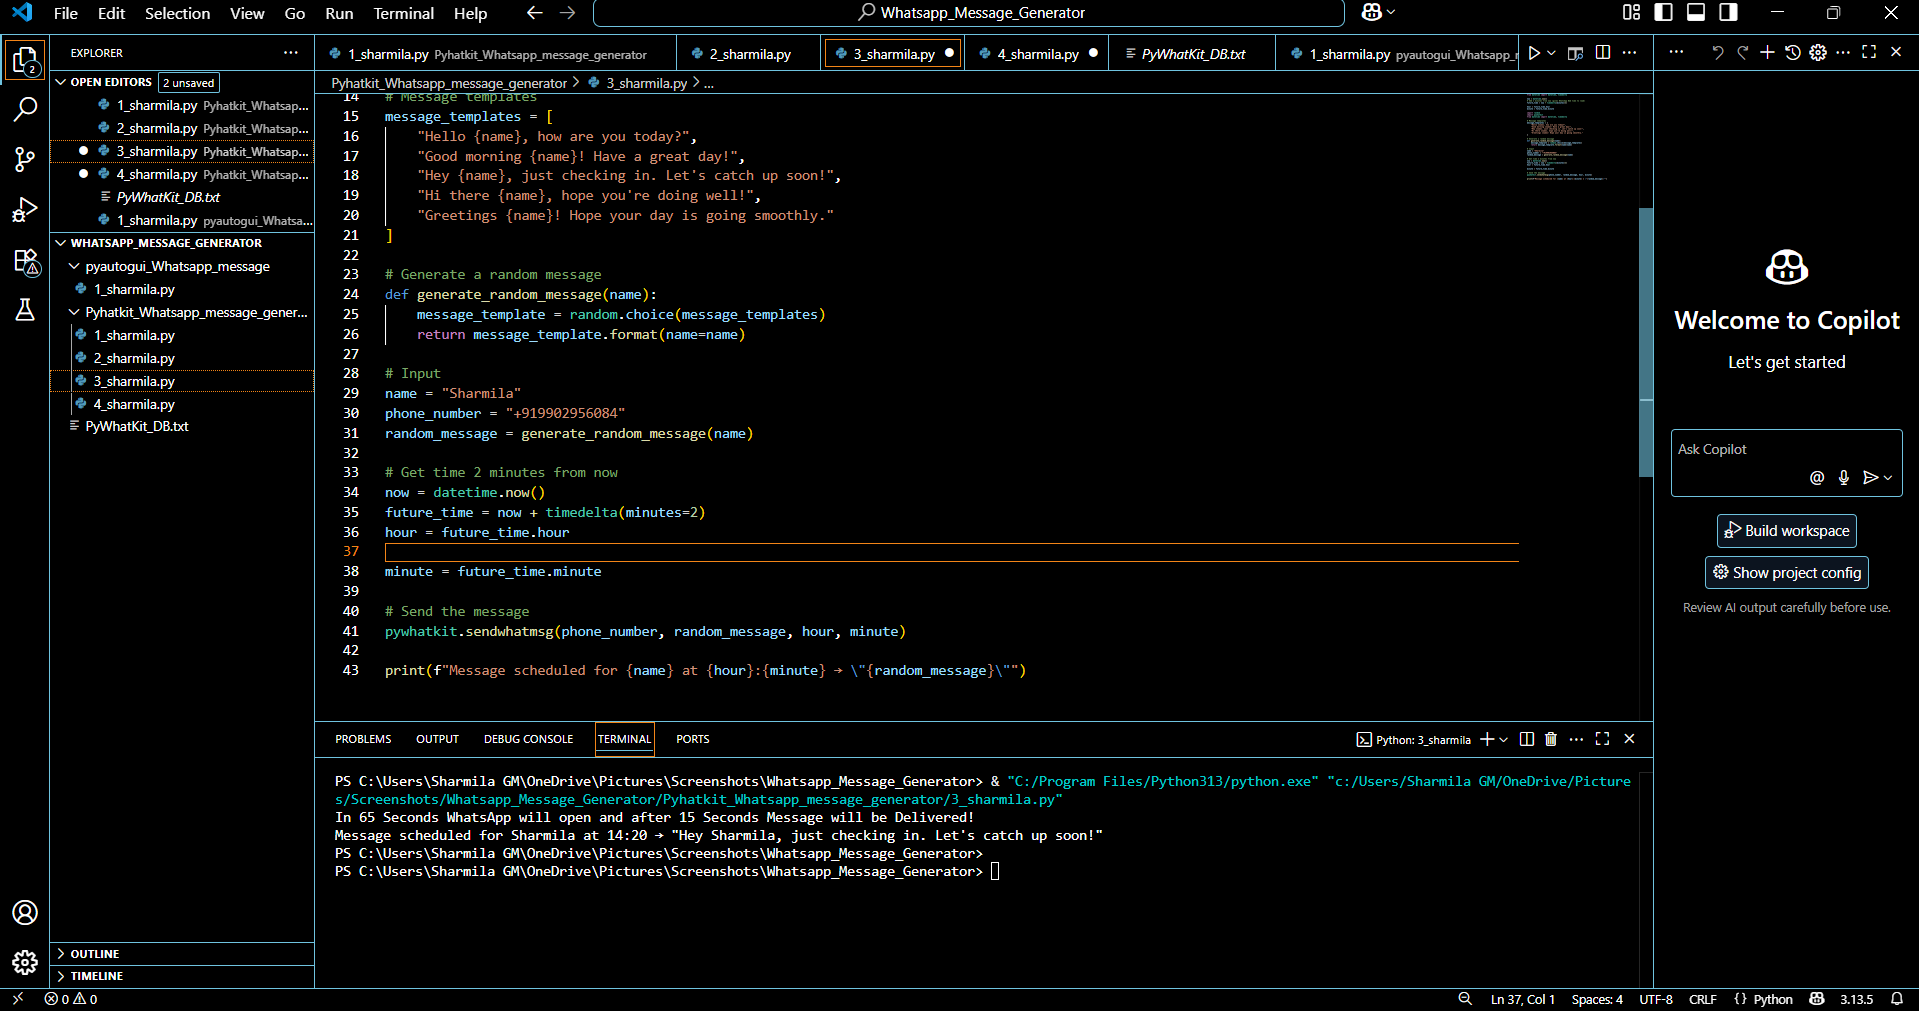 File Edit Selection View Go Run Terminal Help
Whatsapp_Message_Generator
EXPLORER
OPEN EDITORS 2 unsaved
1_sharmila.py Pyhatkit_Whatsap...
2_sharmila.py Pyhatkit_Whatsap...
3_sharmila.py Pyhatkit_Whatsap...
4_sharmila.py Pyhatkit_Whatsap...
PyWhatKit_DB.txt
1_sharmila.py pyautogui_Whatsa...
WHATSAPP_MESSAGE_GENERATOR
pyautogui_Whatsapp_message
1_sharmila.py
Pyhatkit_Whatsapp_message_gener...
1_sharmila.py
2_sharmila.py
3_sharmila.py
4_sharmila.py
PyWhatKit_DB.txt
OUTLINE
TIMELINE
1_sharmila.py Pyhatkit_Whatsapp_message_generator
2_sharmila.py
3_sharmila.py
4_sharmila.py
PyWhatKit_DB.txt
1_sharmila.py pyautogui_Whatsapp_r
Pyhatkit_Whatsapp_message_generator > 3_sharmila.py > ...
14 # Message templates
15 message_templates = [
16 "Hello {name}, how are you today?",
17 "Good morning {name}! Have a great day!",
18 "Hey {name}, just checking in. Let's catch up soon!",
19 "Hi there {name}, hope you're doing well!",
20 "Greetings {name}! Hope your day is going smoothly."
21 ]
22
23 # Generate a random message
24 def generate_random_message(name):
25 message_template = random.choice(message_templates)
26 return message_template.format(name=name)
27
28 # Input
29 name = "Sharmila"
30 phone_number = "+919902956084"
31 random_message = generate_random_message(name)
32
33 # Get time 2 minutes from now
34 now = datetime.now()
35 future_time = now + timedelta(minutes=2)
36 hour = future_time.hour
37
38 minute = future_time.minute
39
40 # Send the message
41 pywhatkit.sendwhatmsg(phone_number, random_message, hour, minute)
42
43 print(f"Message scheduled for {name} at {hour}:{minute} → \"{random_message}\"")
PROBLEMS OUTPUT DEBUG CONSOLE TERMINAL PORTS
Python: 3_sharmila
PS C:\Users\Sharmila GM\OneDrive\Pictures\Screenshots\Whatsapp_Message_Generator> & "C:/Program Files/Python313/python.exe" "c:/Users/Sharmila GM/OneDrive/Picture
s/Screenshots/Whatsapp_Message_Generator/Pyhatkit_Whatsapp_message_generator/3_sharmila.py"
In 65 Seconds WhatsApp will open and after 15 Seconds Message will be Delivered!
Message scheduled for Sharmila at 14:20 → "Hey Sharmila, just checking in. Let's catch up soon!"
PS C:\Users\Sharmila GM\OneDrive\Pictures\Screenshots\Whatsapp_Message_Generator>
PS C:\Users\Sharmila GM\OneDrive\Pictures\Screenshots\Whatsapp_Message_Generator>
Welcome to Copilot
Let's get started
Ask Copilot
Build workspace
Show project config
Review AI output carefully before use.
2
0 0
Ln 37, Col 1 Spaces: 4 UTF-8 CRLF {} Python 3.13.5